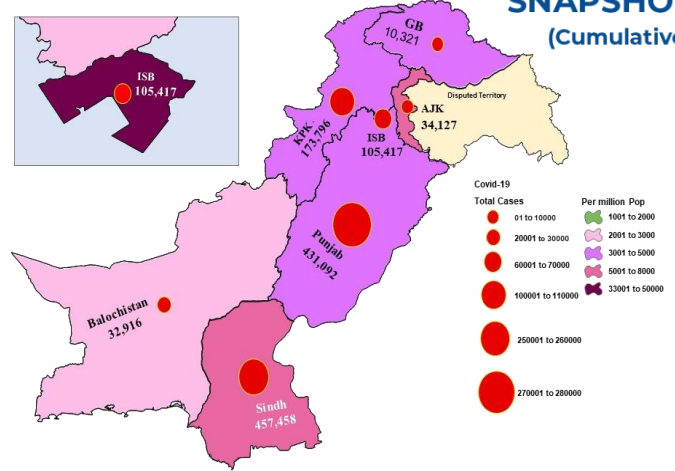 SNAPSHO
(Cumulative
ISB
105,417
GB
10,321
Disputed Territory
AJK
34,127
KPK
173,796
ISB
105,417
Punjab
431,092
Balochistan
32,916
Sindh
457,458
Covid-19
Total Cases
01 to 10000
20001 to 30000
60001 to 70000
100001 to 110000
250001 to 260000
270001 to 280000
Per million Pop
1001 to 2000
2001 to 3000
3001 to 5000
5001 to 8000
33001 to 50000